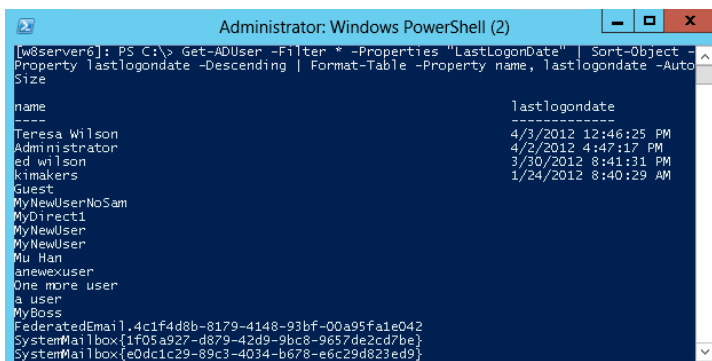 Administrator: Windows PowerShell (2)
[w8server6]: PS C:\> Get-ADUser -Filter * -Properties "LastLogonDate" | Sort-Object -
Property lastlogondate -Descending | Format-Table -Property name, lastlogondate -Auto
Size
name lastlogondate
---- -------------
Teresa Wilson 4/3/2012 12:46:25 PM
Administrator 4/2/2012 4:47:17 PM
ed wilson 3/30/2012 8:41:31 PM
kimakers 1/24/2012 8:40:29 AM
Guest
MyNewUserNoSam
MyDirect1
MyNewUser
MyNewUser
Mu Han
anewexuser
One more user
a user
MyBoss
FederatedEmail.4c1f4d8b-8179-4148-93bf-00a95fa1e042
SystemMailbox{1f05a927-d879-42d9-9bc8-9657de2cd7be}
SystemMailbox{e0dc1c29-89c3-4034-b678-e6c29d823ed9}